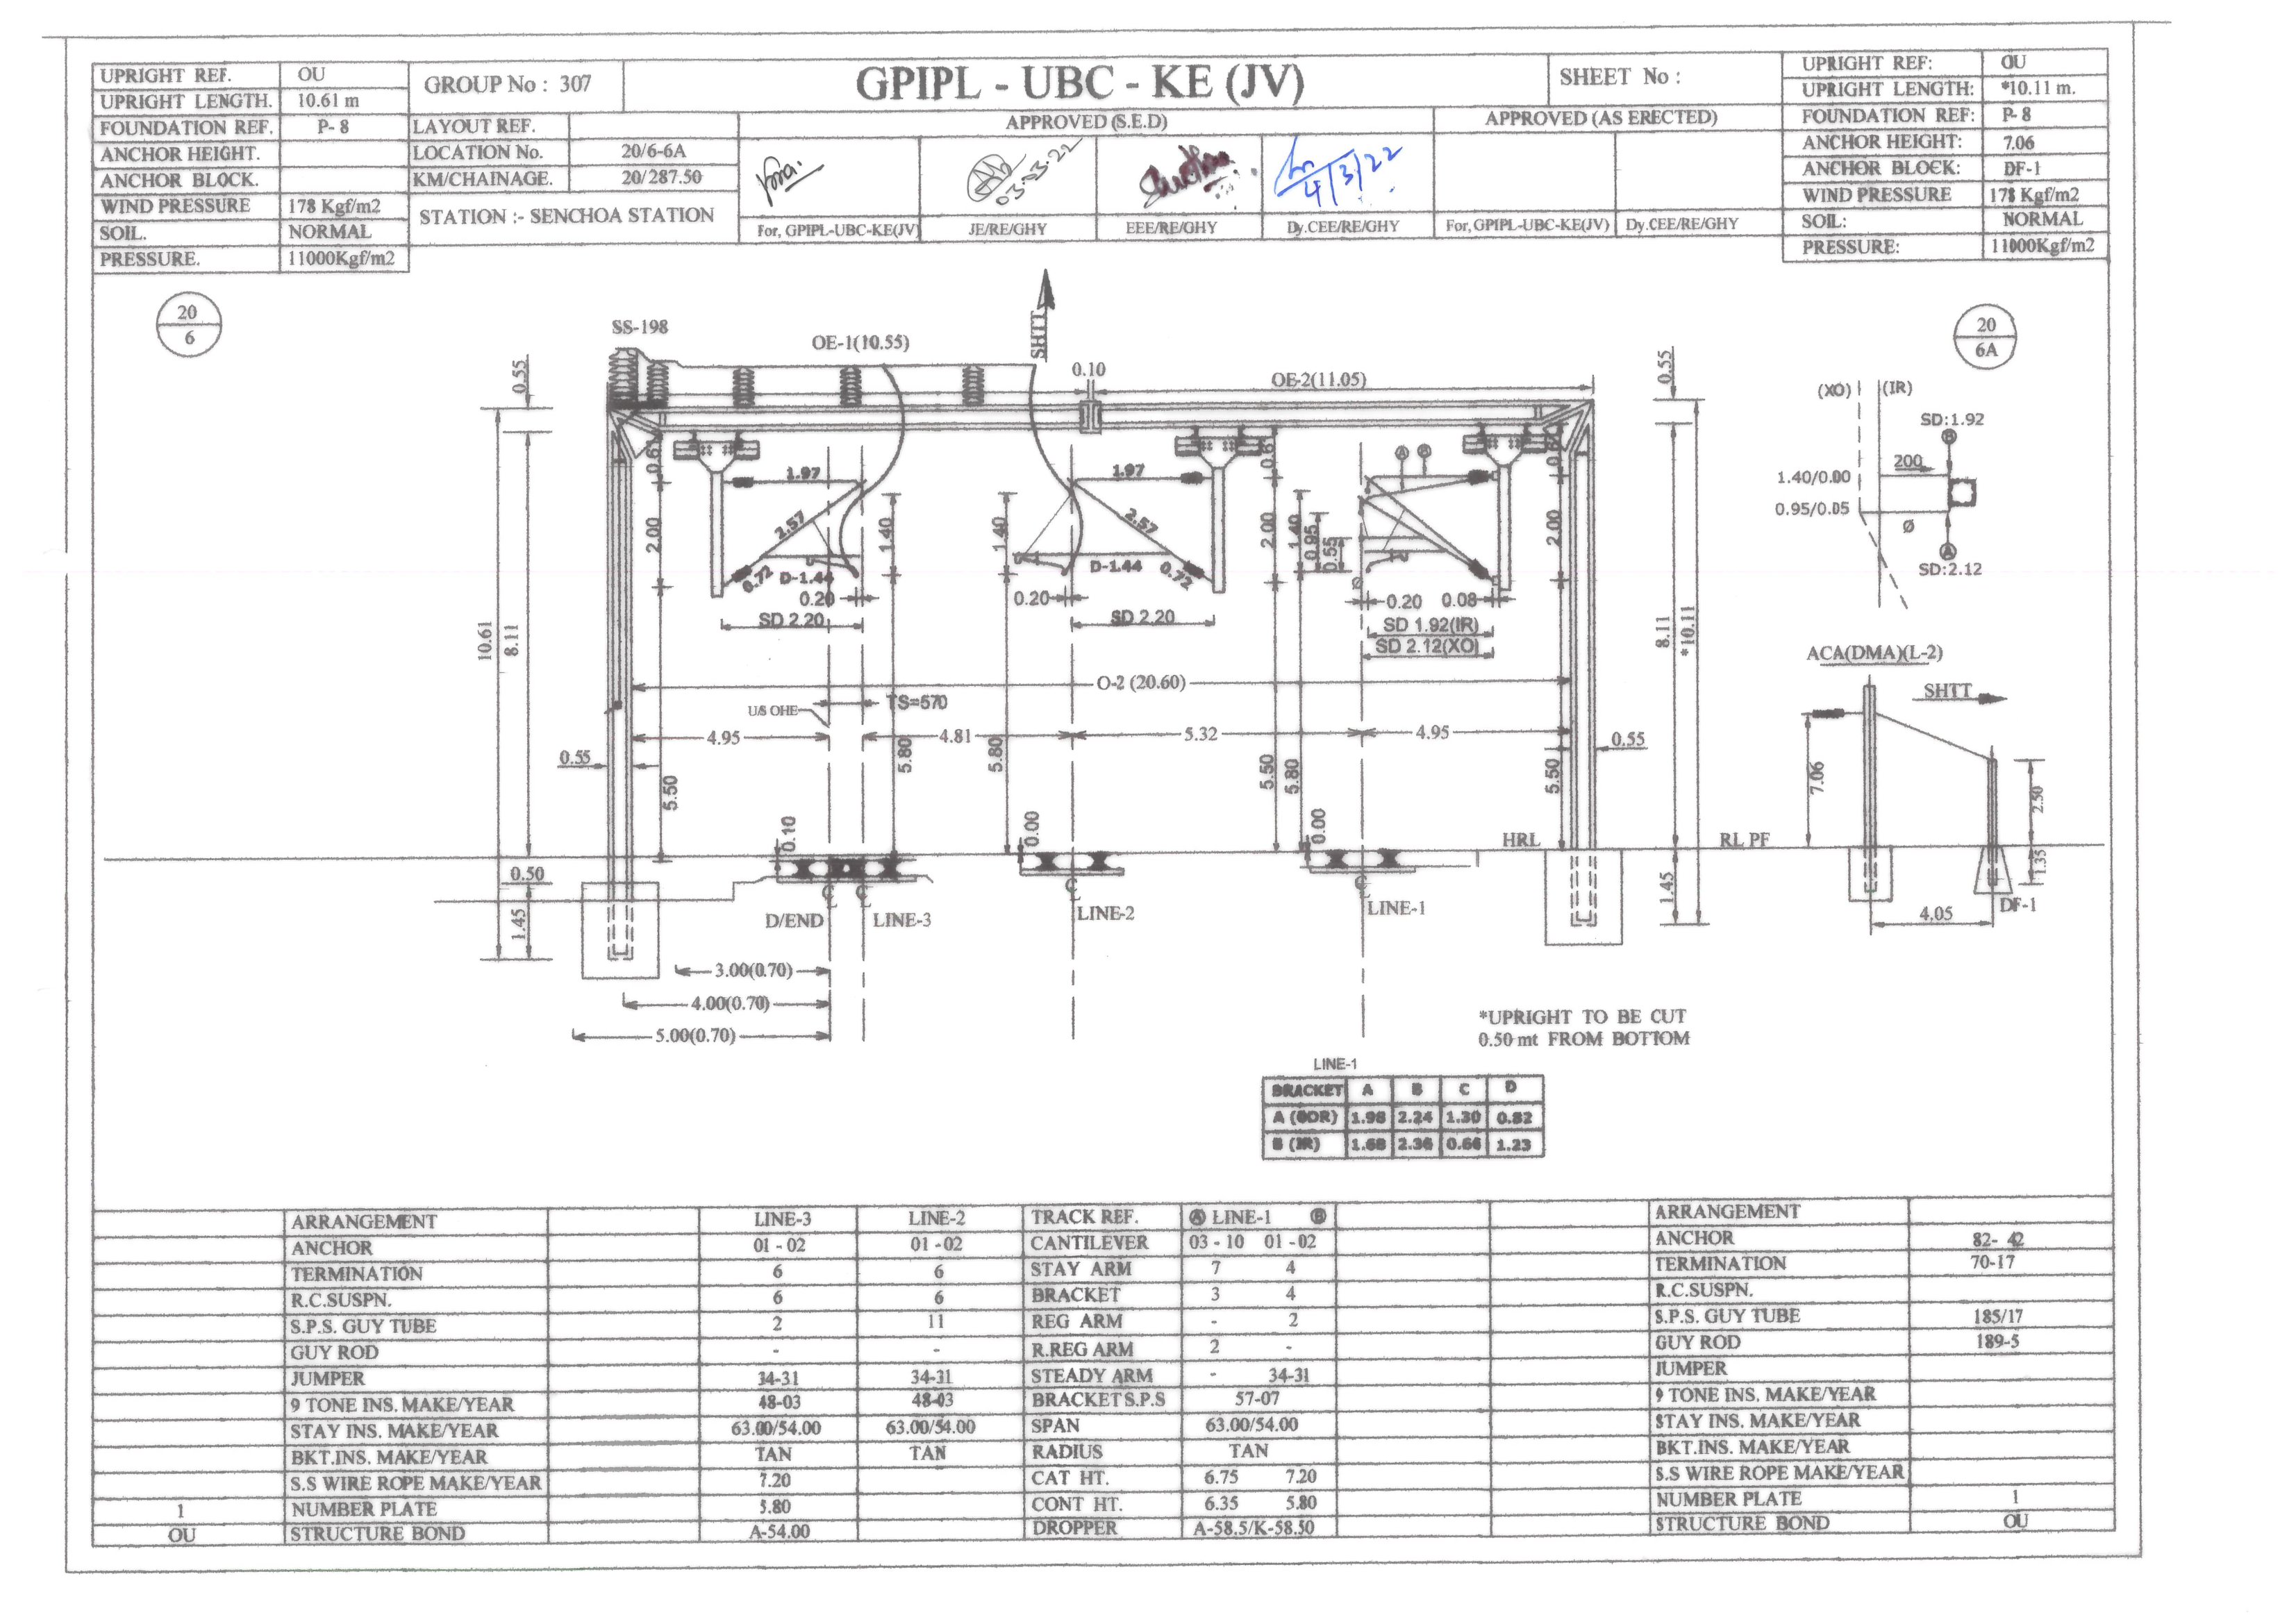 UPRIGHT REF. OU
UPRIGHT LENGTH. 10.61 m
FOUNDATION REF. P- 8
ANCHOR HEIGHT.
ANCHOR BLOCK.
WIND PRESSURE 178 Kgf/m2
SOIL. NORMAL
PRESSURE. 11000Kgf/m2
GROUP No : 307
GPIPL - UBC - KE (JV)
SHEET No :
LAYOUT REF.
LOCATION No. 20/6-6A
KM/CHAINAGE. 20/287.50
STATION :- SENCHOA STATION
APPROVED (S.E.D)
APPROVED (AS ERECTED)
03.03.22
4/3/22
For, GPIPL-UBC-KE(JV) JE/RE/GHY EEE/RE/GHY Dy.CEE/RE/GHY For, GPIPL-UBC-KE(JV) Dy.CEE/RE/GHY
UPRIGHT REF: OU
UPRIGHT LENGTH: *10.11 m.
FOUNDATION REF: P- 8
ANCHOR HEIGHT: 7.06
ANCHOR BLOCK: DF-1
WIND PRESSURE 178 Kgf/m2
SOIL: NORMAL
PRESSURE: 11000Kgf/m2
20
6
SS-198
OE-1(10.55)
SHTT
0.10
OE-2(11.05)
0.55
0.55
20
6A
(XO) (IR)
SD:1.92
B
200
1.40/0.00
0.95/0.05
Ø
A
SD:2.12
1.97
2.57
0.72
D-1.44
0.20
SD 2.20
2.00
1.40
1.97
2.57
D-1.44
0.72
0.20
SD 2.20
1.40
2.00
1.40
0.95
0.55
A B
Ø
0.20 0.08
SD 1.92(IR)
SD 2.12(XO)
2.00
10.61
8.11
8.11
*10.11
O-2 (20.60)
U/S OHE
TS=570
4.95
4.81
5.32
4.95
0.55
0.55
5.50
5.80
5.80
5.50
5.80
5.50
0.10
0.00
0.00
HRL
RL PF
0.50
1.45
1.45
D/END
LINE-3
LINE-2
LINE-1
3.00(0.70)
4.00(0.70)
5.00(0.70)
ACA(DMA)(L-2)
SHTT
7.06
2.50
1.35
DF-1
4.05
*UPRIGHT TO BE CUT
0.50 mt FROM BOTTOM
LINE-1
BRACKET A B C D
A (OOR) 1.98 2.24 1.30 0.82
B (IR) 1.68 2.36 0.66 1.23
ARRANGEMENT LINE-3 LINE-2 TRACK REF. A LINE-1 B ARRANGEMENT
ANCHOR 01 - 02 01 - 02 CANTILEVER 03 - 10 01 - 02 ANCHOR 82- 42
TERMINATION 6 6 STAY ARM 7 4 TERMINATION 70-17
R.C.SUSPN. 6 6 BRACKET 3 4 R.C.SUSPN.
S.P.S. GUY TUBE 2 11 REG ARM - 2 S.P.S. GUY TUBE 185/17
GUY ROD - - R.REG ARM 2 - GUY ROD 189-5
JUMPER 34-31 34-31 STEADY ARM - 34-31 JUMPER
9 TONE INS. MAKE/YEAR 48-03 48-03 BRACKET S.P.S 57-07 9 TONE INS. MAKE/YEAR
STAY INS. MAKE/YEAR 63.00/54.00 63.00/54.00 SPAN 63.00/54.00 STAY INS. MAKE/YEAR
BKT.INS. MAKE/YEAR TAN TAN RADIUS TAN BKT.INS. MAKE/YEAR
S.S WIRE ROPE MAKE/YEAR 7.20 CAT HT. 6.75 7.20 S.S WIRE ROPE MAKE/YEAR
1 NUMBER PLATE 5.80 CONT HT. 6.35 5.80 NUMBER PLATE 1
OU STRUCTURE BOND A-54.00 DROPPER A-58.5/K-58.50 STRUCTURE BOND OU